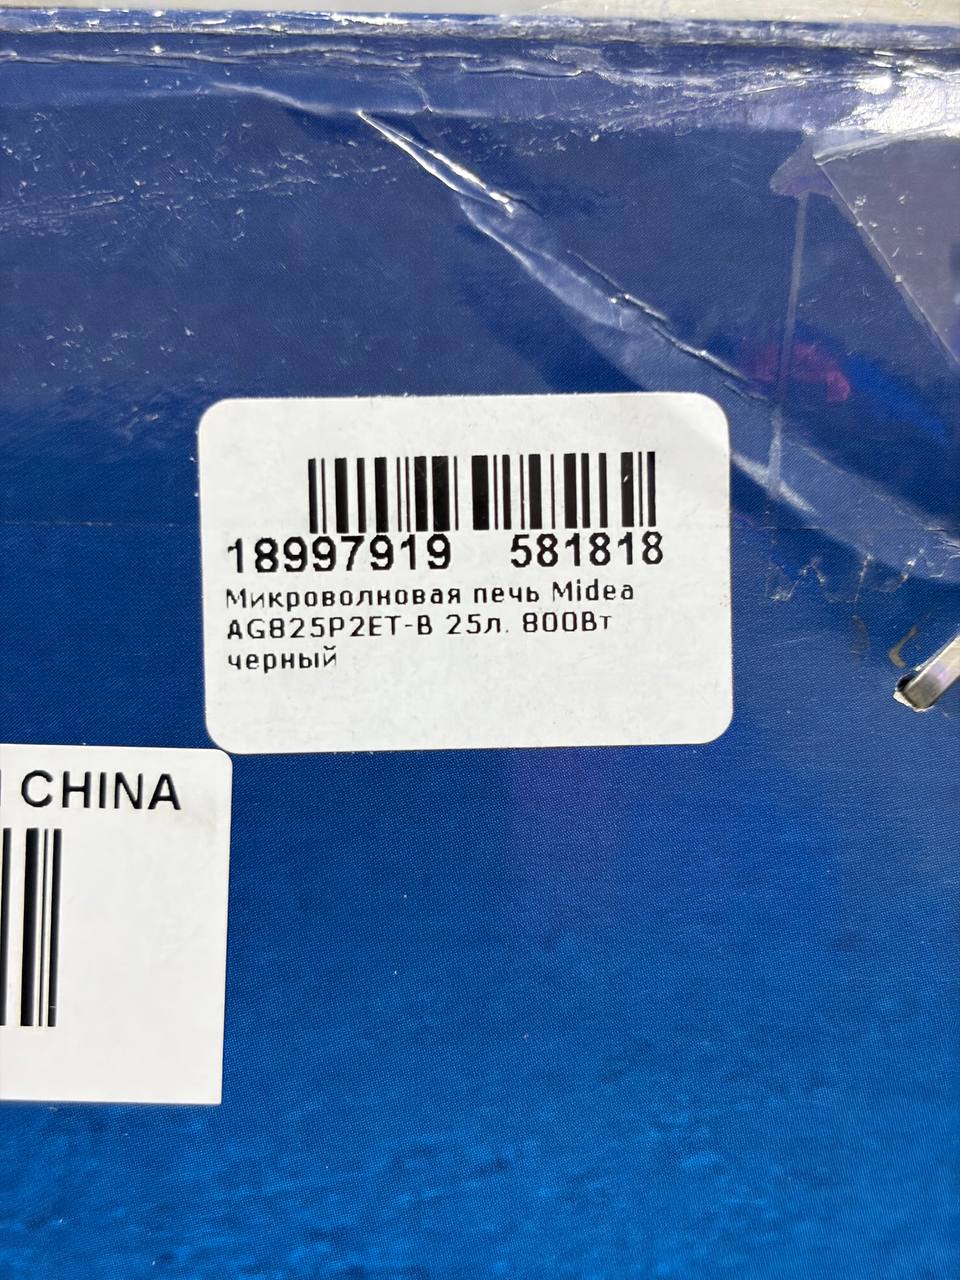 18997919 581818
Микроволновая печь Midea
AG825P2ET-B 25л. 800Вт
черный
CHINA